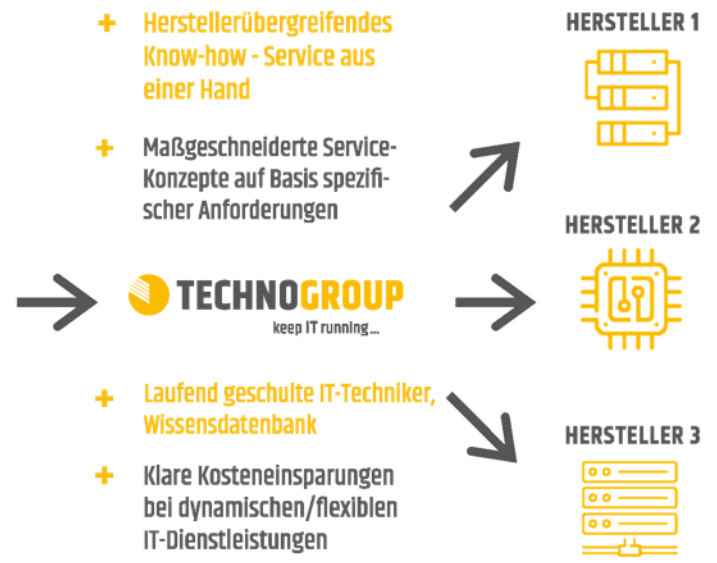 + Herstellerübergreifendes
Know-how - Service aus
einer Hand
+ Maßgeschneiderte Service-
Konzepte auf Basis spezifi-
scher Anforderungen
TECHNOGROUP
keep IT running...
+ Laufend geschulte IT-Techniker,
Wissensdatenbank
+ Klare Kosteneinsparungen
bei dynamischen/flexiblen
IT-Dienstleistungen
HERSTELLER 1
HERSTELLER 2
HERSTELLER 3